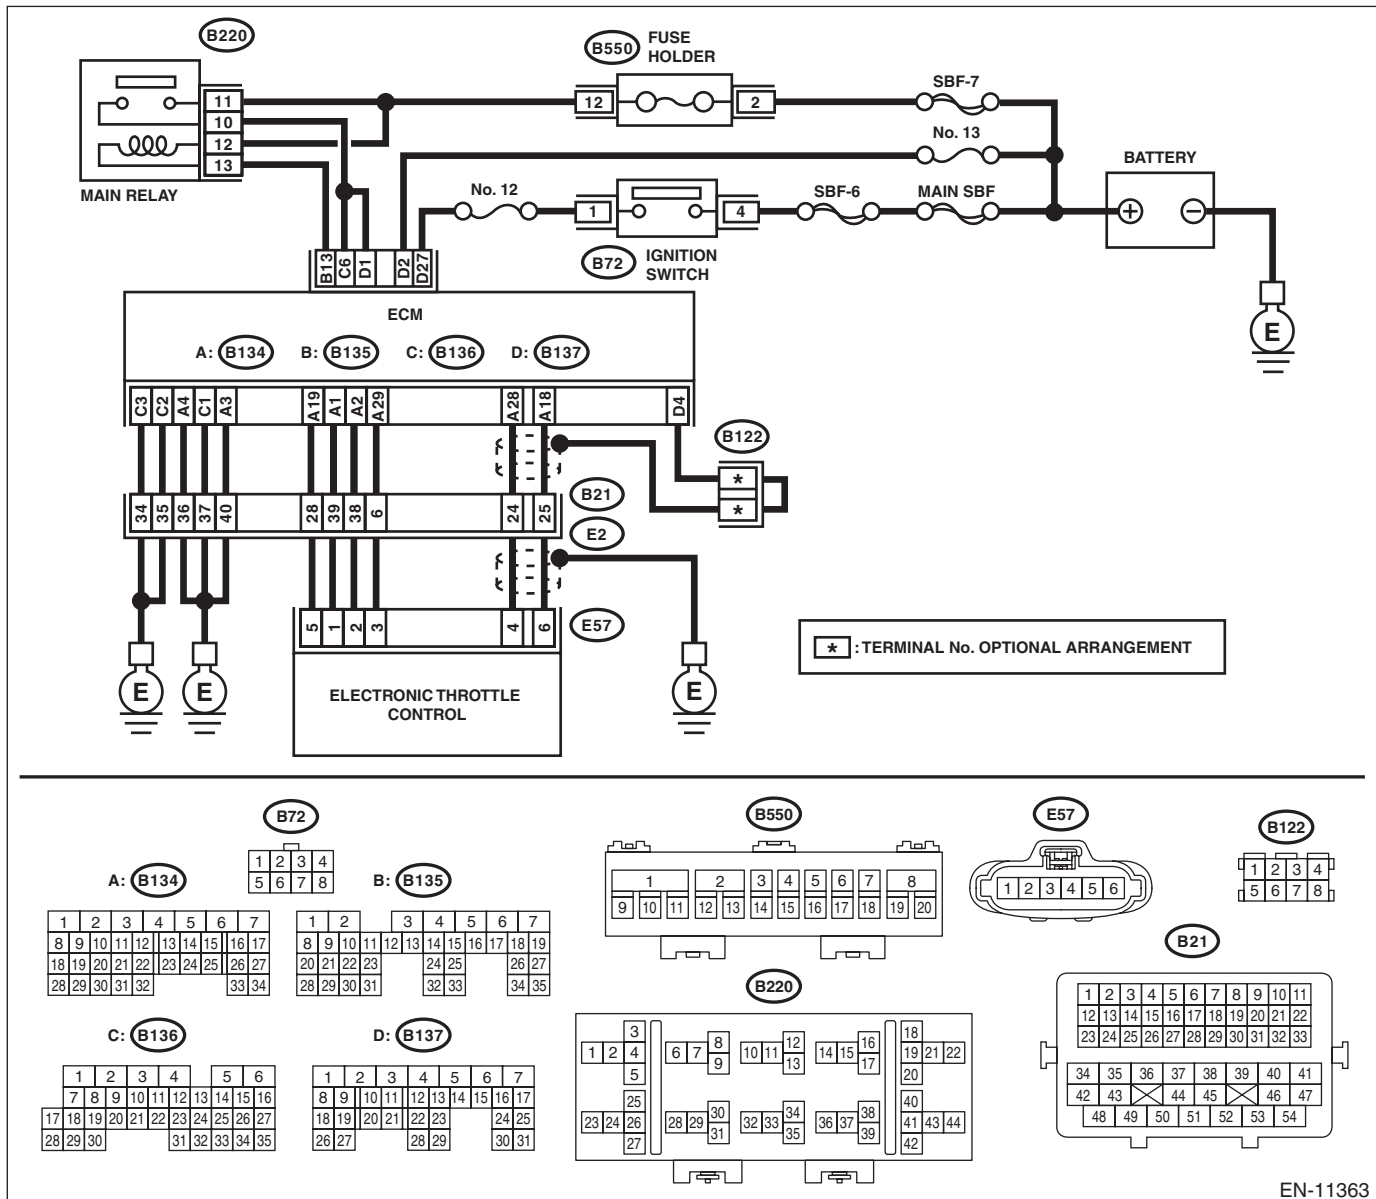 B220
B550 FUSE
HOLDER
SBF-7
11
10
12
13
12
2
MAIN RELAY
No. 13
BATTERY
No. 12
1
4
SBF-6
MAIN SBF
+
−
B72
IGNITION
SWITCH
B13 C6 D1 D2 D27
E
ECM
A: B134 B: B135 C: B136 D: B137
C3 C2 A4 C1 A3 A19 A1 A2 A29 A28 A18 D4
B122
*
*
B21
34 35 36 37 40 28 39 38 6 24 25
E2
5 1 2 3 4 6
E57
* : TERMINAL No. OPTIONAL ARRANGEMENT
E E E
ELECTRONIC THROTTLE
CONTROL
B72
1 2 3 4
5 6 7 8
A: B134
1 2 3 4 5 6 7
8 9 10 11 12 13 14 15 16 17
18 19 20 21 22 23 24 25 26 27
28 29 30 31 32 33 34
B: B135
1 2 3 4 5 6 7
8 9 10 11 12 13 14 15 16 17 18 19
20 21 22 23 24 25 26 27
28 29 30 31 32 33 34 35
C: B136
1 2 3 4 5 6
7 8 9 10 11 12 13 14 15 16
17 18 19 20 21 22 23 24 25 26 27
28 29 30 31 32 33 34 35
D: B137
1 2 3 4 5 6 7
8 9 10 11 12 13 14 15 16 17
18 19 20 21 22 23 24 25
26 27 28 29 30 31
B550
1 2 3 4 5 6 7 8
9 10 11 12 13 14 15 16 17 18 19 20
E57
1 2 3 4 5 6
B122
1 2 3 4
5 6 7 8
B220
3 8 12 16 18
1 2 4 6 7 10 11 14 15 19 21 22
5 9 13 17 20
25 30 34 38 40
23 24 26 28 29 32 33 36 37 41 43 44
27 31 35 39 42
B21
1 2 3 4 5 6 7 8 9 10 11
12 13 14 15 16 17 18 19 20 21 22
23 24 25 26 27 28 29 30 31 32 33
34 35 36 37 38 39 40 41
42 43 44 45 46 47
48 49 50 51 52 53 54
EN-11363